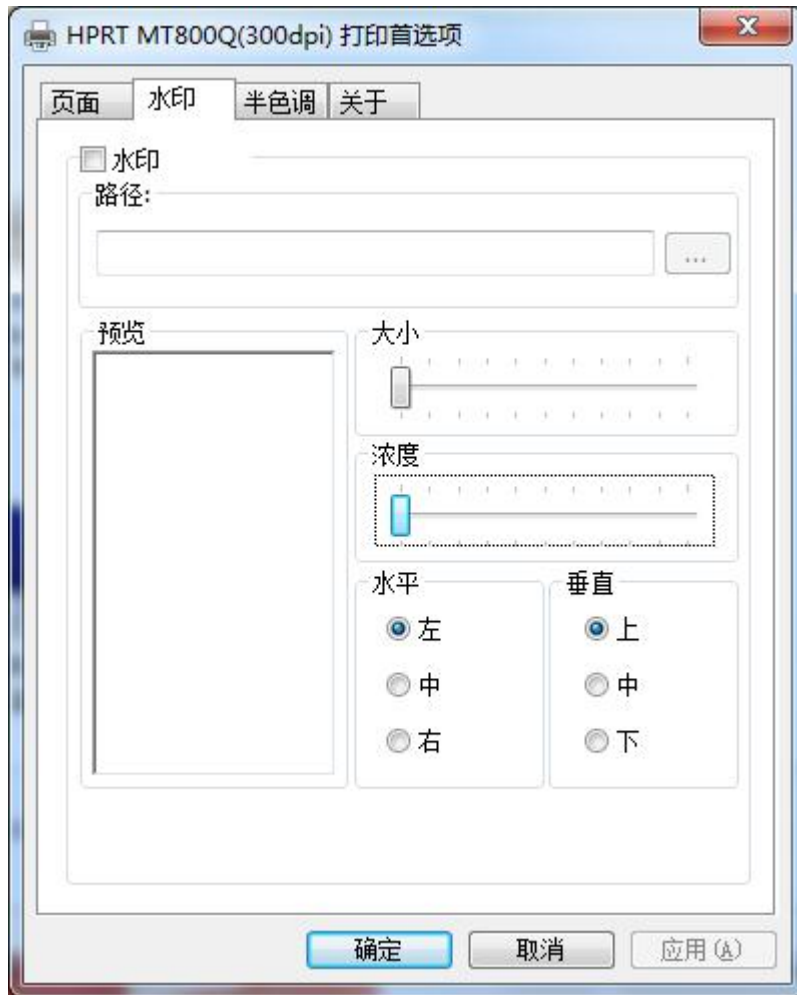 HPRT MT800Q(300dpi) 打印首选项
页面 水印 半色调 关于
水印
路径:
...
预览
大小
浓度
水平
垂直
左
上
中
中
右
下
确定 取消 应用(A)